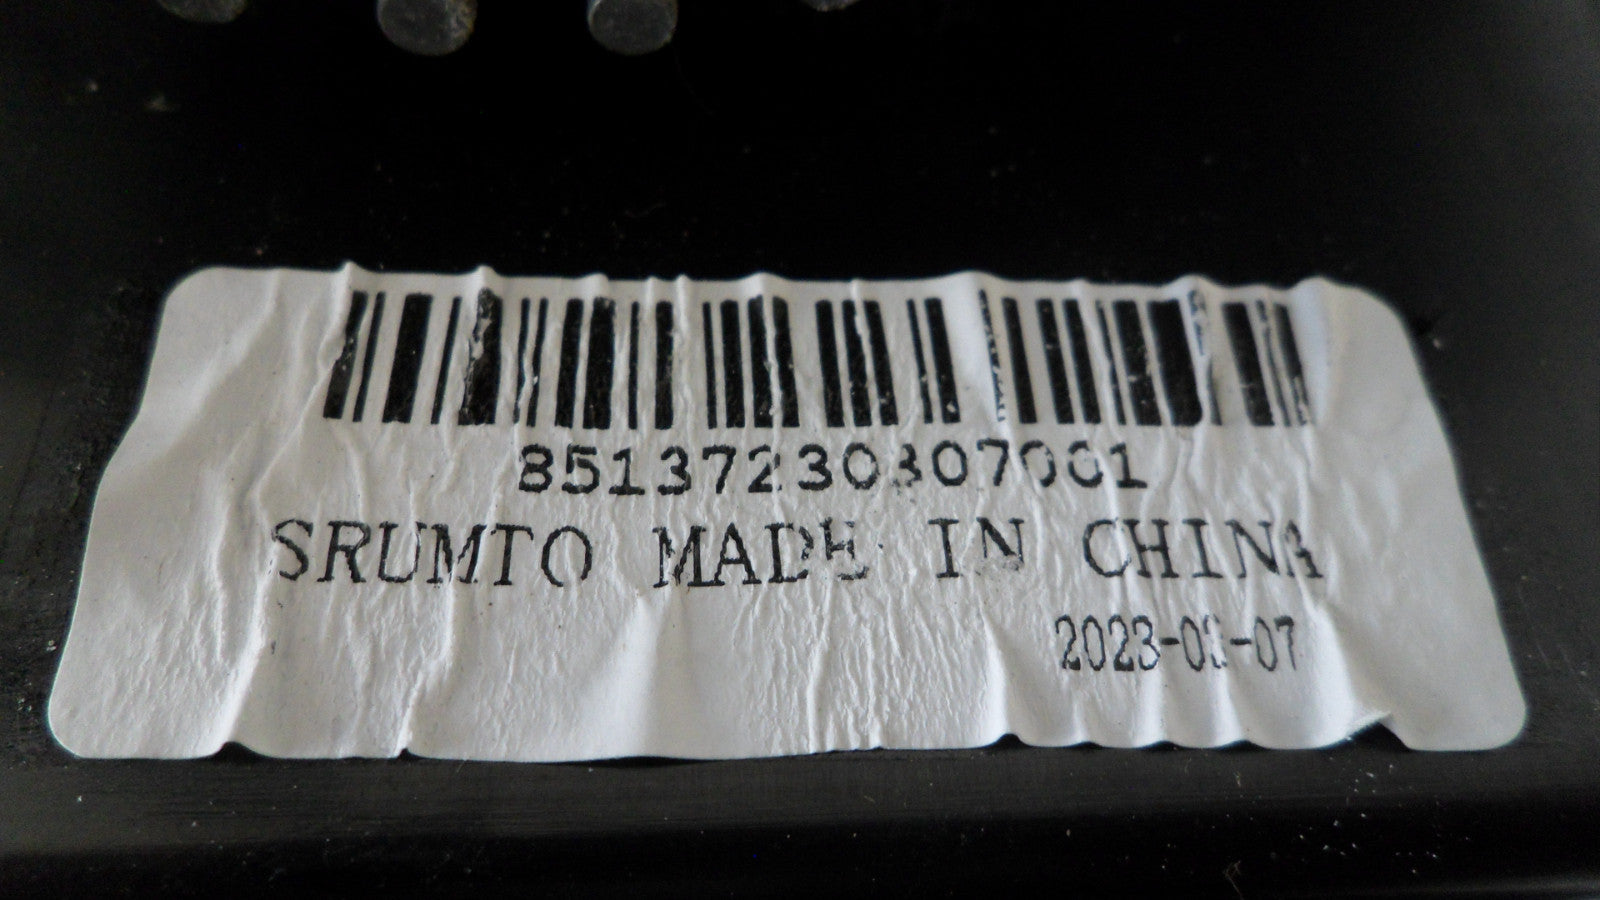 85137230307001
SRUMTO MADE IN CHINA
2023-03-07